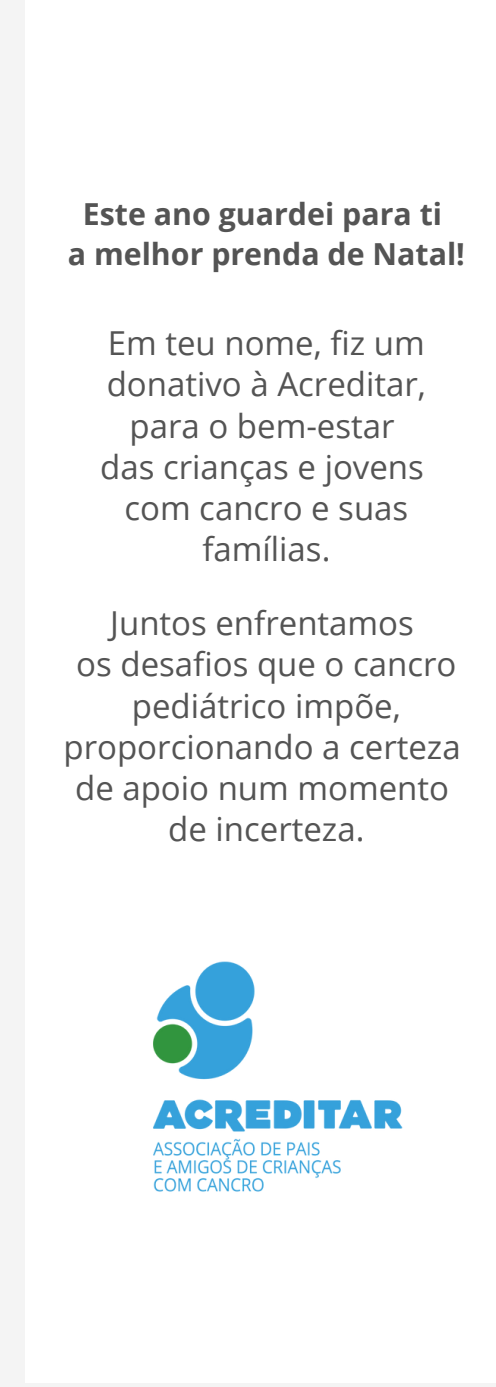 Este ano guardei para ti
a melhor prenda de Natal!
Em teu nome, fiz um
donativo à Acreditar,
para o bem-estar
das crianças e jovens
com cancro e suas
famílias.
Juntos enfrentamos
os desafios que o cancro
pediátrico impõe,
proporcionando a certeza
de apoio num momento
de incerteza.
ACREDITAR
ASSOCIAÇÃO DE PAIS
E AMIGOS DE CRIANÇAS
COM CANCRO